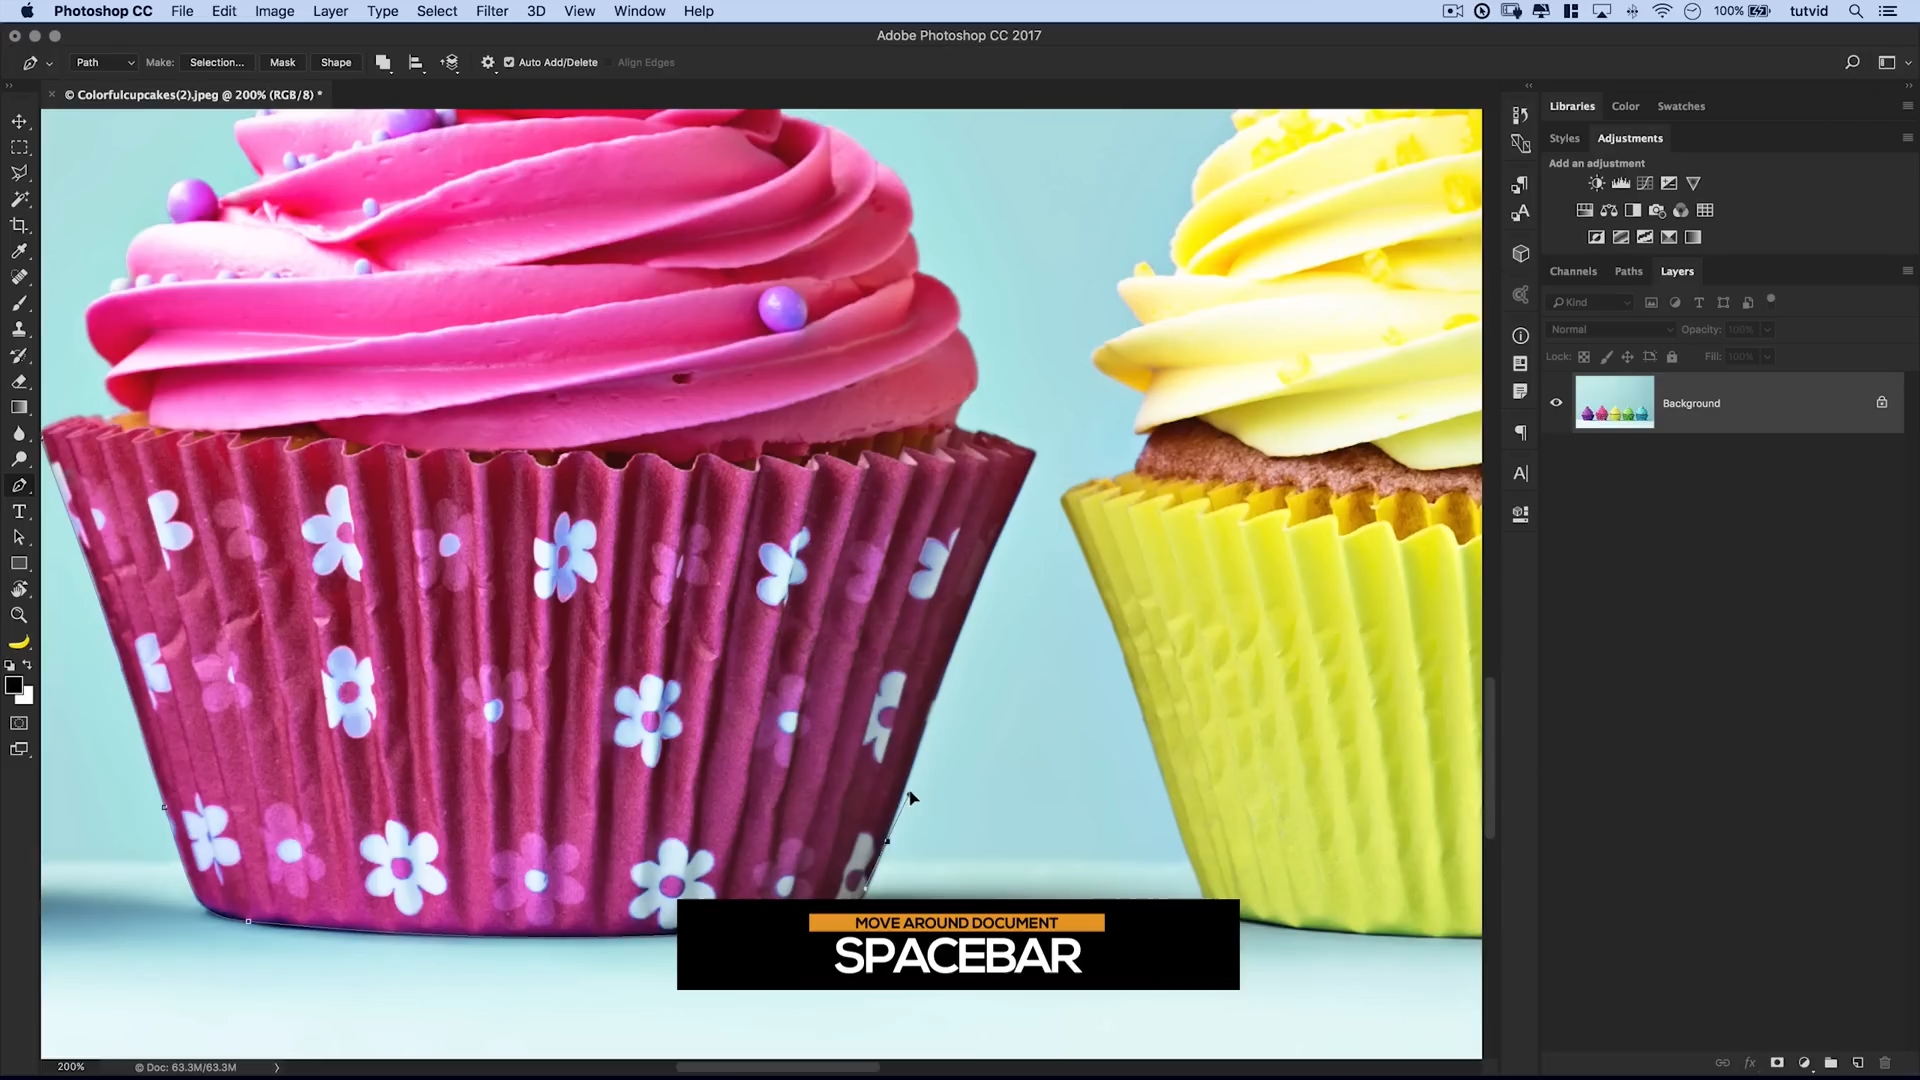 Photoshop CC File Edit Image Layer Type Select Filter 3D View Window Help 100% tutvid
Adobe Photoshop CC 2017
Path Make: Selection... Mask Shape Auto Add/Delete Align Edges
© Colorfulcupcakes(2).jpeg @ 200% (RGB/8) *
Libraries Color Swatches
Styles Adjustments
Add an adjustment
Channels Paths Layers
Kind
Normal Opacity: 100%
Lock: Fill: 100%
Background
MOVE AROUND DOCUMENT
SPACEBAR
200% © Doc: 63.3M/63.3M